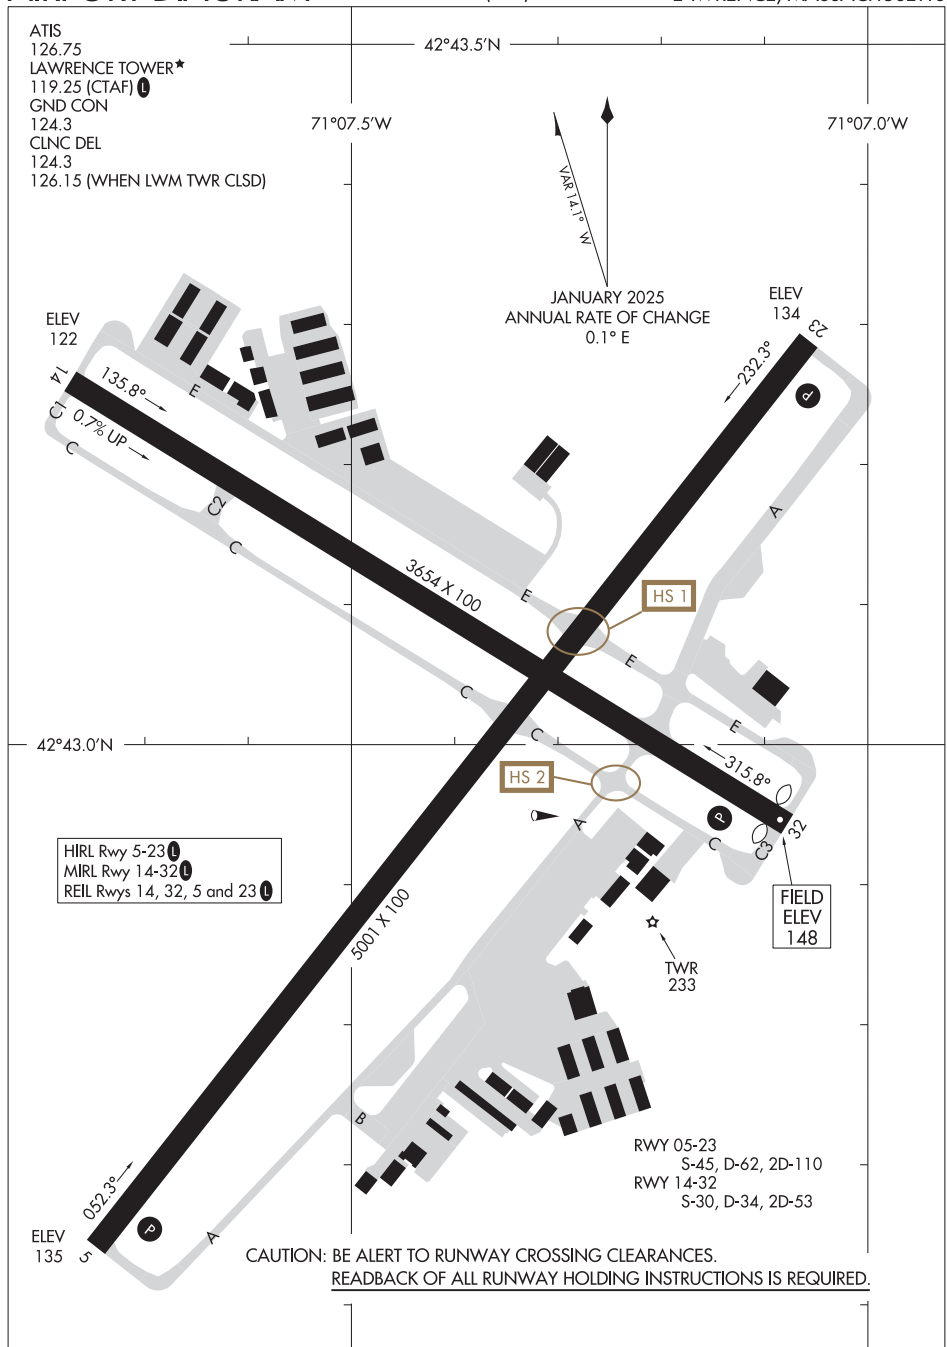 ATIS
126.75
LAWRENCE TOWER★
119.25 (CTAF) L
GND CON
124.3
CLNC DEL
124.3
126.15 (WHEN LWM TWR CLSD)
42°43.5'N
71°07.5'W
71°07.0'W
VAR 14.1° W
JANUARY 2025
ANNUAL RATE OF CHANGE
0.1° E
ELEV
134
23
232.3°
P
ELEV
122
14
135.8°
0.7% UP
E
C1
C
C2
C
A
3654 X 100
E
HS 1
E
C
E
C
42°43.0'N
315.8°
HS 2
A
P
C
C3
32
HIRL Rwy 5-23 L
MIRL Rwy 14-32 L
REIL Rwys 14, 32, 5 and 23 L
FIELD
ELEV
148
5001 X 100
TWR
233
B
RWY 05-23
S-45, D-62, 2D-110
RWY 14-32
S-30, D-34, 2D-53
052.3°
P
A
ELEV
135
5
CAUTION: BE ALERT TO RUNWAY CROSSING CLEARANCES.
READBACK OF ALL RUNWAY HOLDING INSTRUCTIONS IS REQUIRED.